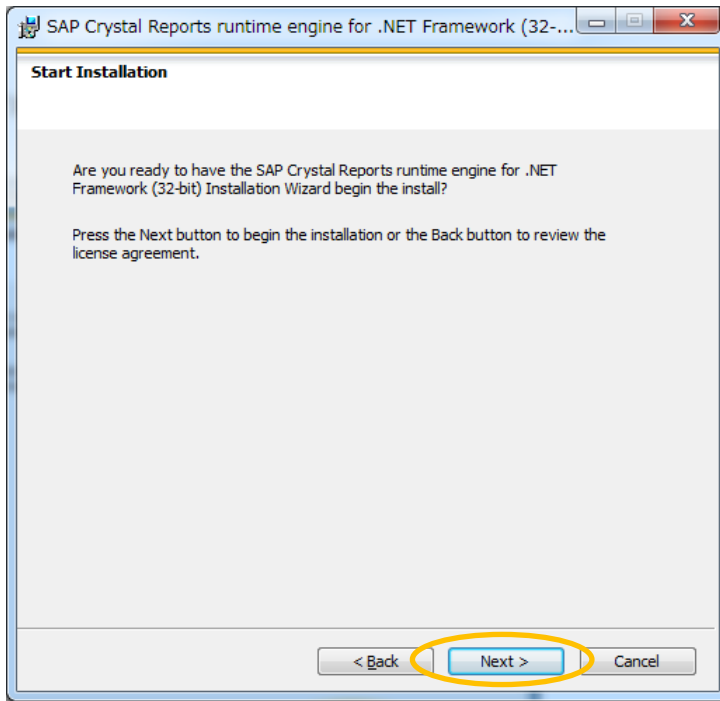 SAP Crystal Reports runtime engine for .NET Framework (32-...
Start Installation
Are you ready to have the SAP Crystal Reports runtime engine for .NET
Framework (32-bit) Installation Wizard begin the install?
Press the Next button to begin the installation or the Back button to review the
license agreement.
< Back Next > Cancel